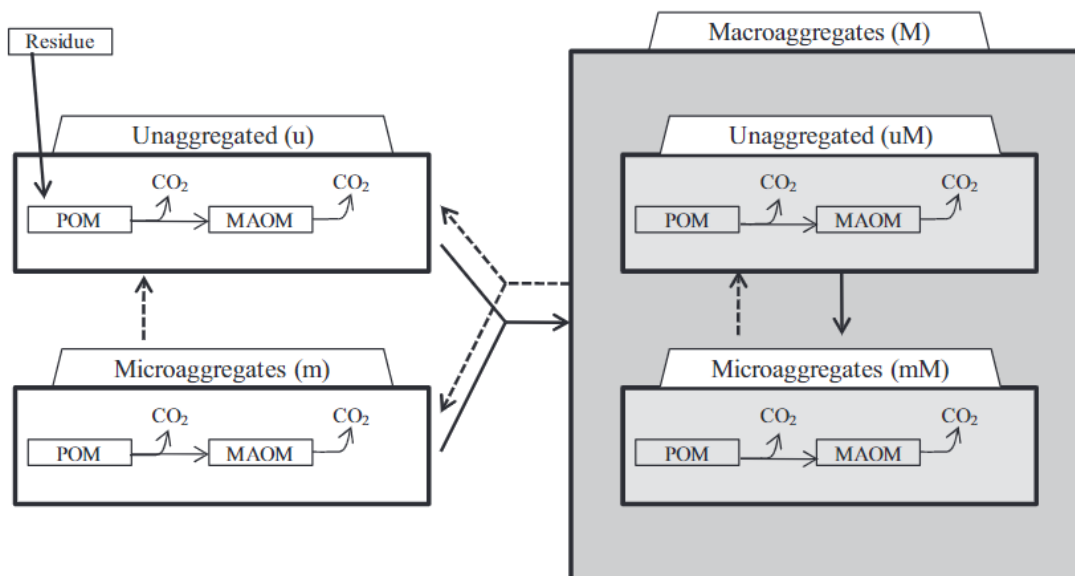 Residue
Macroaggregates (M)
Unaggregated (u)
CO₂
CO₂
POM
MAOM
Unaggregated (uM)
CO₂
CO₂
POM
MAOM
Microaggregates (m)
CO₂
CO₂
POM
MAOM
Microaggregates (mM)
CO₂
CO₂
POM
MAOM